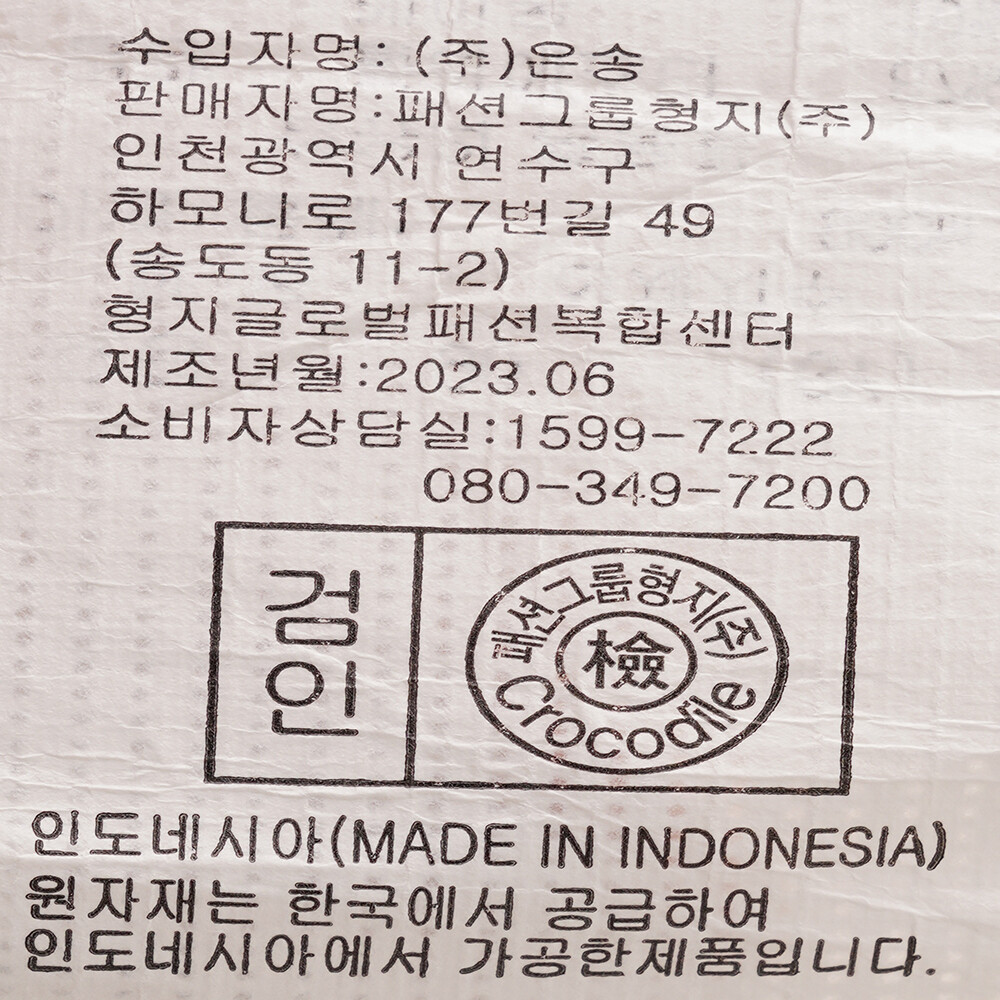 수입자명: (주)은송
판매자명:패션그룹형지(주)
인천광역시 연수구
하모니로 177번길 49
(송도동 11-2)
형지글로벌패션복합센터
제조년월:2023.06
소비자상담실:1599-7222
080-349-7200
검인
패션그룹형지(주)
檢
Crocodile
인도네시아(MADE IN INDONESIA)
원자재는 한국에서 공급하여
인도네시아에서 가공한제품입니다.